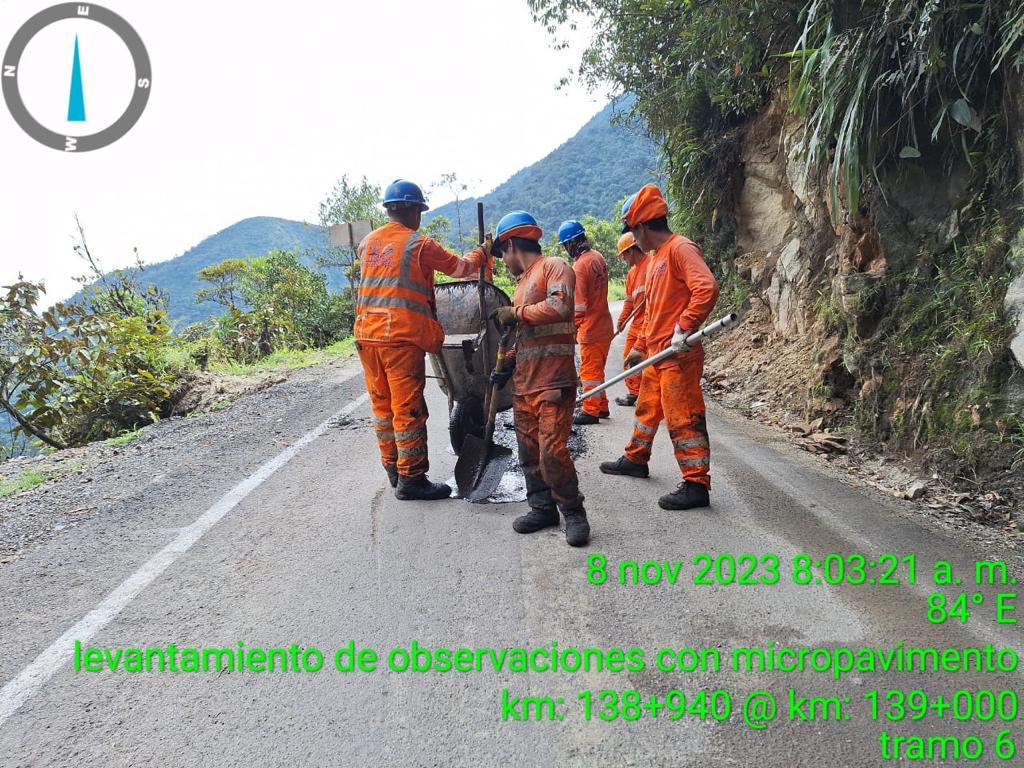 E
N
S
W
8 nov 2023 8:03:21 a. m.
84° E
levantamiento de observaciones con micropavimento
km: 138+940 @ km: 139+000
tramo 6